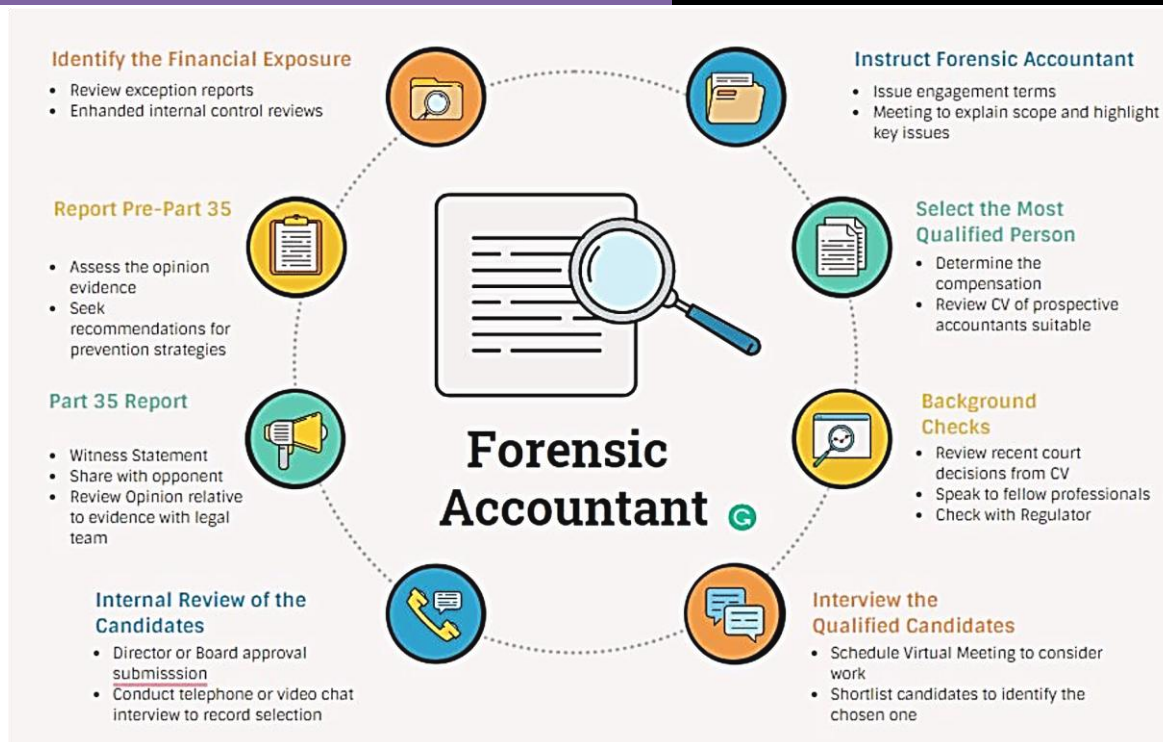 Identify the Financial Exposure
• Review exception reports
• Enhanded internal control reviews
Instruct Forensic Accountant
• Issue engagement terms
• Meeting to explain scope and highlight
key issues
Report Pre-Part 35
• Assess the opinion
evidence
• Seek
recommendations for
prevention strategies
Select the Most
Qualified Person
• Determine the
compensation
• Review CV of prospective
accountants suitable
Part 35 Report
• Witness Statement
• Share with opponent
• Review Opinion relative
to evidence with legal
team
Forensic
Accountant
Background
Checks
• Review recent court
decisions from CV
• Speak to fellow professionals
• Check with Regulator
Internal Review of the
Candidates
• Director or Board approval
submisssion
• Conduct telephone or video chat
interview to record selection
Interview the
Qualified Candidates
• Schedule Virtual Meeting to consider
work
• Shortlist candidates to identify the
chosen one